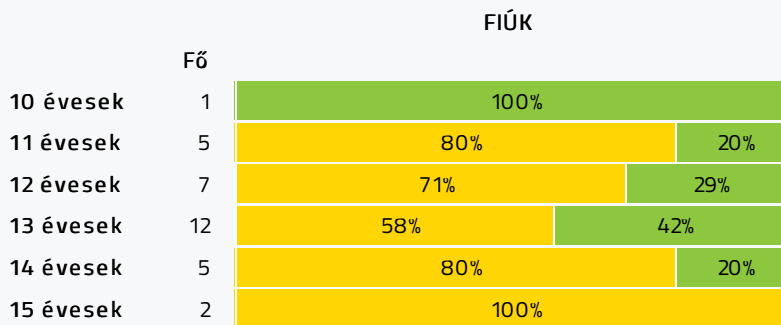 FIÚK
Fő
10 évesek 1 100%
11 évesek 5 80% 20%
12 évesek 7 71% 29%
13 évesek 12 58% 42%
14 évesek 5 80% 20%
15 évesek 2 100%